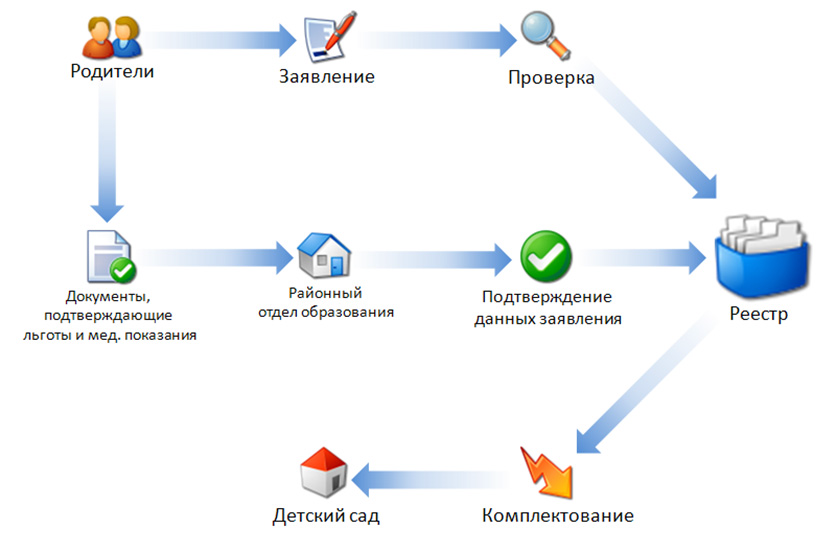 Родители
Заявление
Проверка
Документы,
подтверждающие
льготы и мед. показания
Районный
отдел образования
Подтверждение
данных заявления
Реестр
Детский сад
Комплектование